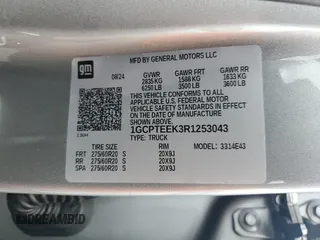 gm
MFD BY GENERAL MOTORS LLC
08/24 GVWR GAWR FRT GAWR RR
2835 KG 1588 KG 1633 KG
6250 LB 3500 LB 3600 LB
THIS VEHICLE CONFORMS TO ALL APPLICABLE
U.S. FEDERAL MOTOR VEHICLE
SAFETY STANDARDS IN EFFECT ON
THE DATE OF MANUFACTURE SHOWN ABOVE.
1GCPTEEK3R1253043
TYPE: TRUCK
TIRE SIZE RIM MODEL: 3314E43
FRT 275/60R20 S 20X9J
RR 275/60R20 S 20X9J
SPA 275/60R20 S 20X9J
DREAMBID